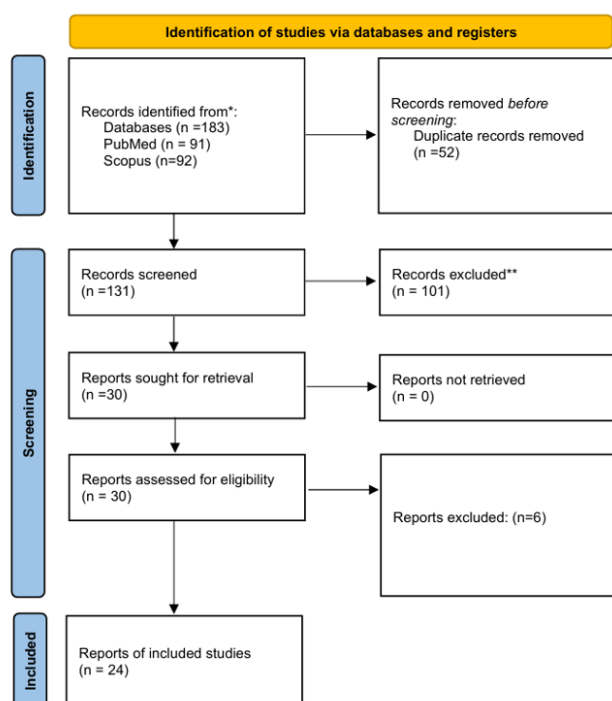 Identification of studies via databases and registers
Identification
Records identified from*:
Databases (n =183)
PubMed (n = 91)
Scopus (n=92)
Records removed before
screening:
Duplicate records removed
(n =52)
Screening
Records screened
(n =131)
Records excluded**
(n = 101)
Reports sought for retrieval
(n =30)
Reports not retrieved
(n = 0)
Reports assessed for eligibility
(n = 30)
Reports excluded: (n=6)
Included
Reports of included studies
(n = 24)